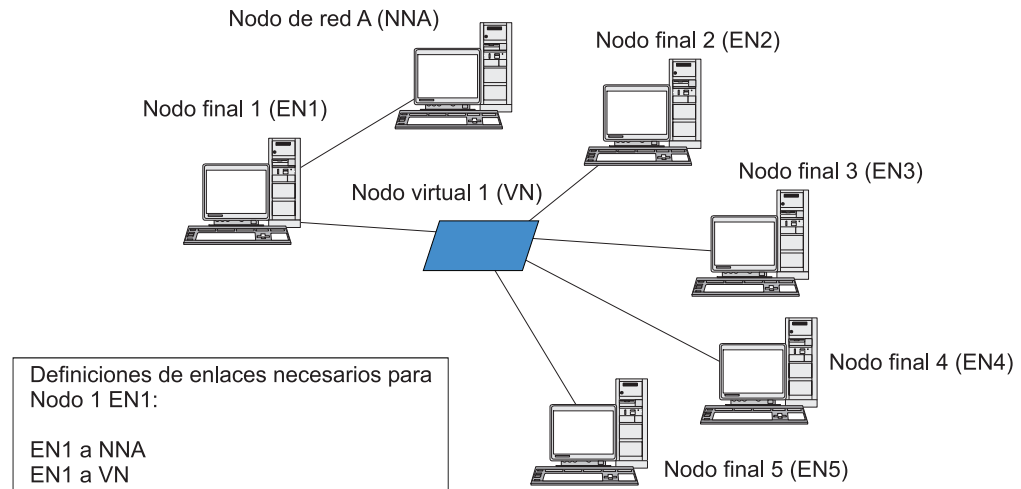 Nodo de red A (NNA)
Nodo final 2 (EN2)
Nodo final 1 (EN1)
Nodo final 3 (EN3)
Nodo virtual 1 (VN)
Nodo final 4 (EN4)
Definiciones de enlaces necesarios para
Nodo 1 EN1:
EN1 a NNA
EN1 a VN
Nodo final 5 (EN5)